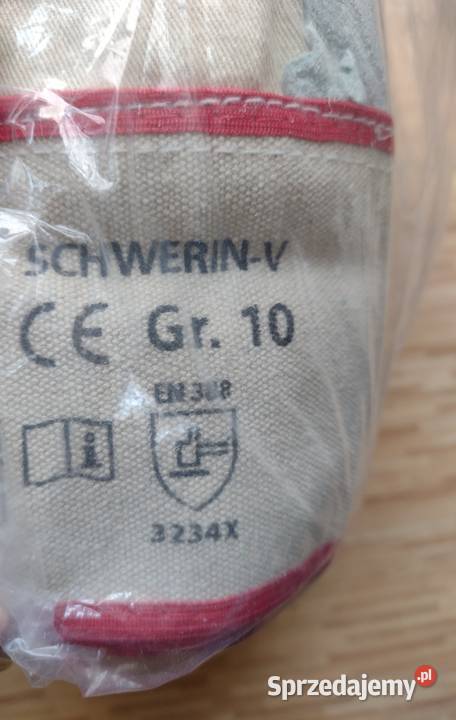 SCHWERIN-V
CE Gr. 10
EN 388
i
3234X
Sprzedajemy.pl